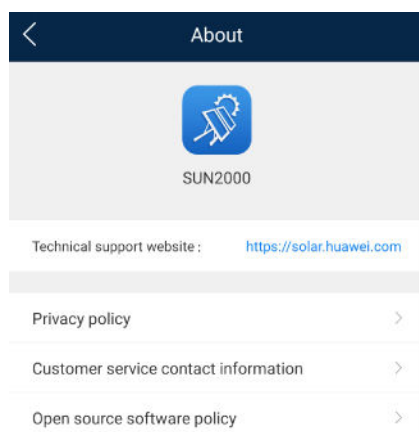 About
SUN2000
Technical support website : https://solar.huawei.com
Privacy policy
Customer service contact information
Open source software policy